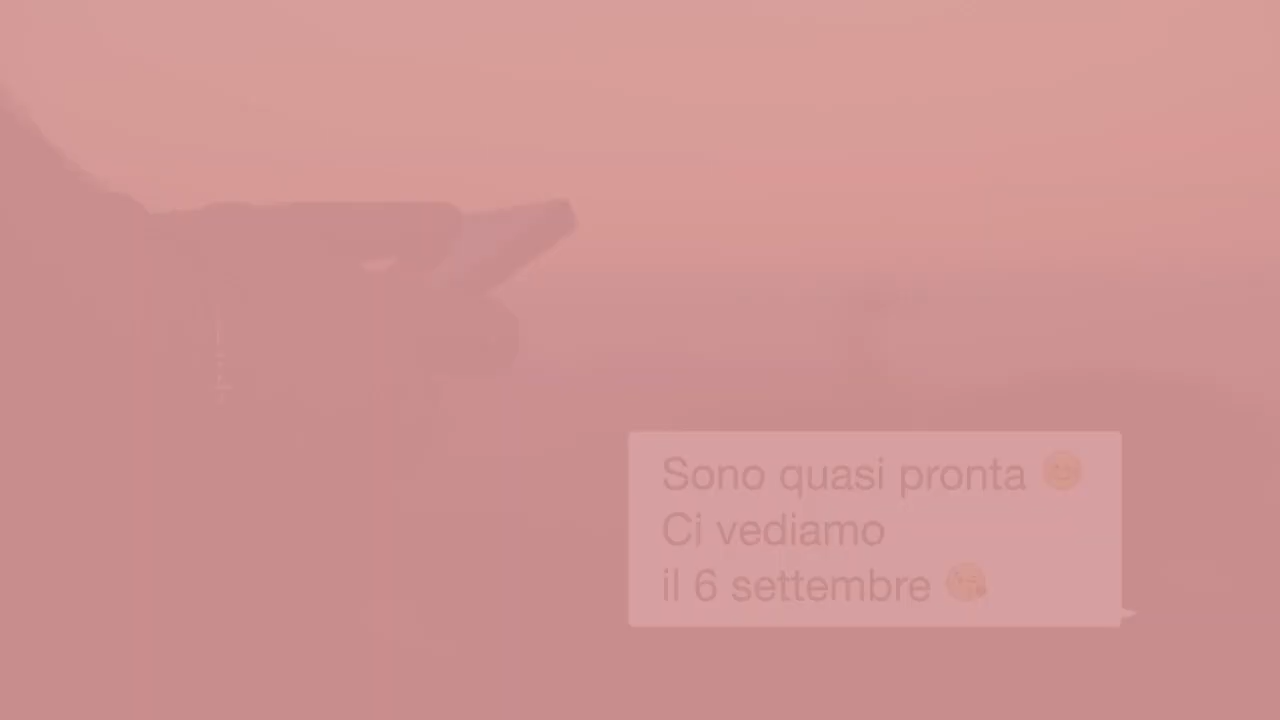 Sono quasi pronta 😊
Ci vediamo
il 6 settembre 😘